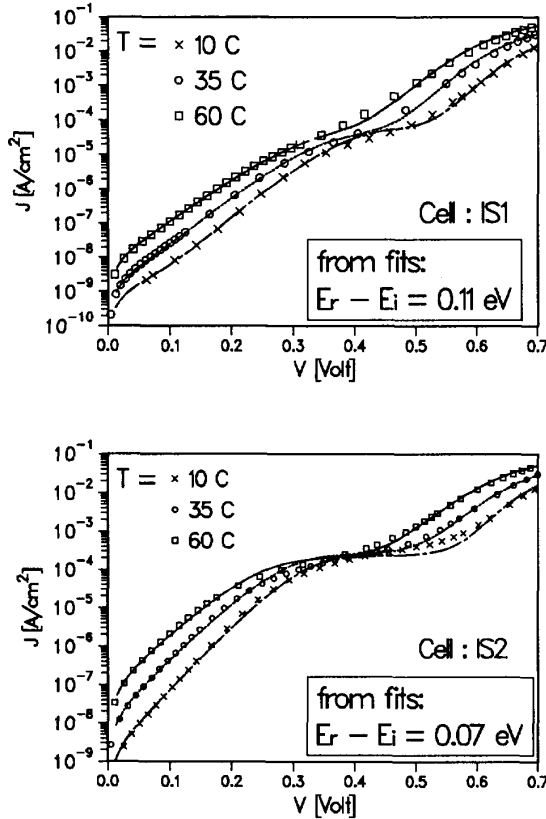 J [A/cm²]
10⁻¹
10⁻²
10⁻³
10⁻⁴
10⁻⁵
10⁻⁶
10⁻⁷
10⁻⁸
10⁻⁹
10⁻¹⁰
T = × 10 C
○ 35 C
□ 60 C
Cell : IS1
from fits:
Er – Ei = 0.11 eV
0.0 0.1 0.2 0.3 0.4 0.5 0.6 0.7
V [Volt]
J [A/cm²]
10⁻¹
10⁻²
10⁻³
10⁻⁴
10⁻⁵
10⁻⁶
10⁻⁷
10⁻⁸
10⁻⁹
T = × 10 C
○ 35 C
□ 60 C
Cell : IS2
from fits:
Er – Ei = 0.07 eV
0.0 0.1 0.2 0.3 0.4 0.5 0.6 0.7
V [Volt]